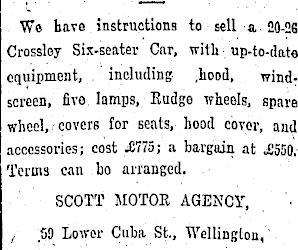 We have instructions to sell a 20-26
Crossley Six-seater Car, with up-to-date
equipment, including hood, wind-
screen, five lamps, Rudge wheels, spare
wheel, covers for seats, hood cover, and
accessories; cost £775; a bargain at £550.
Terms can be arranged.
SCOTT MOTOR AGENCY,
59 Lower Cuba St., Wellington.